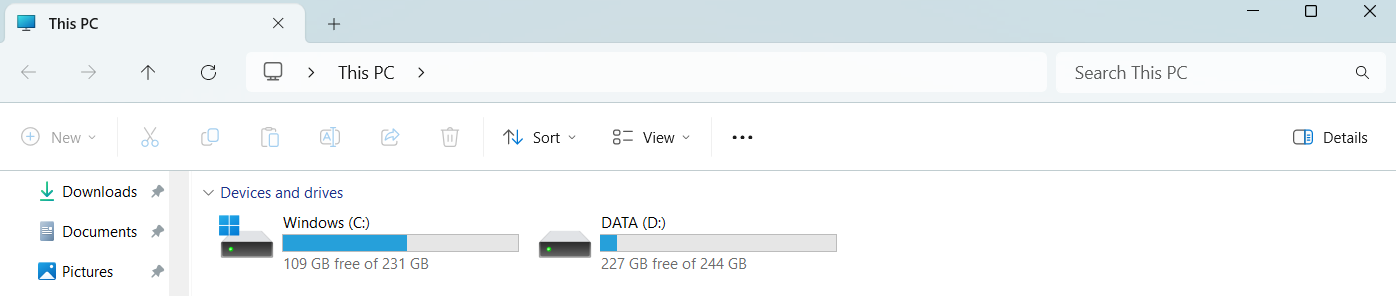 This PC
This PC
Search This PC
New
Sort
View
Details
Downloads
Documents
Pictures
Devices and drives
Windows (C:)
109 GB free of 231 GB
DATA (D:)
227 GB free of 244 GB